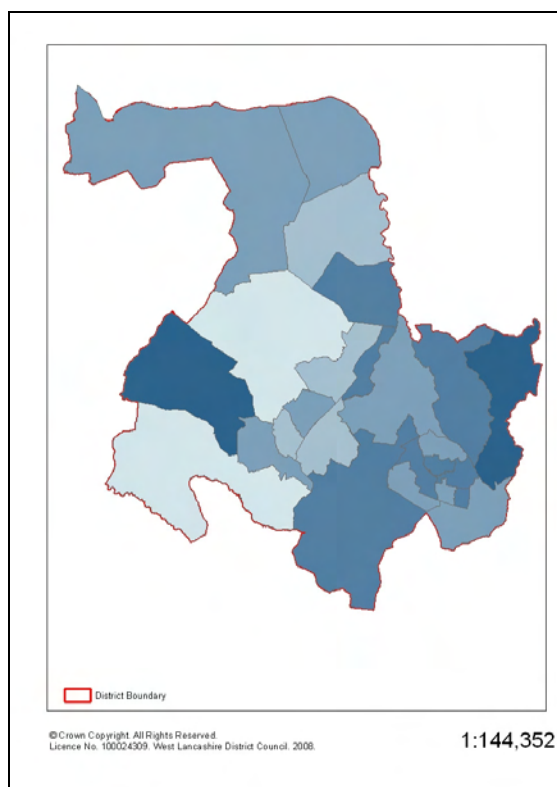 District Boundary
© Crown Copyright. All Rights Reserved.
Licence No. 100024309. West Lancashire District Council. 2008.
1:144,352